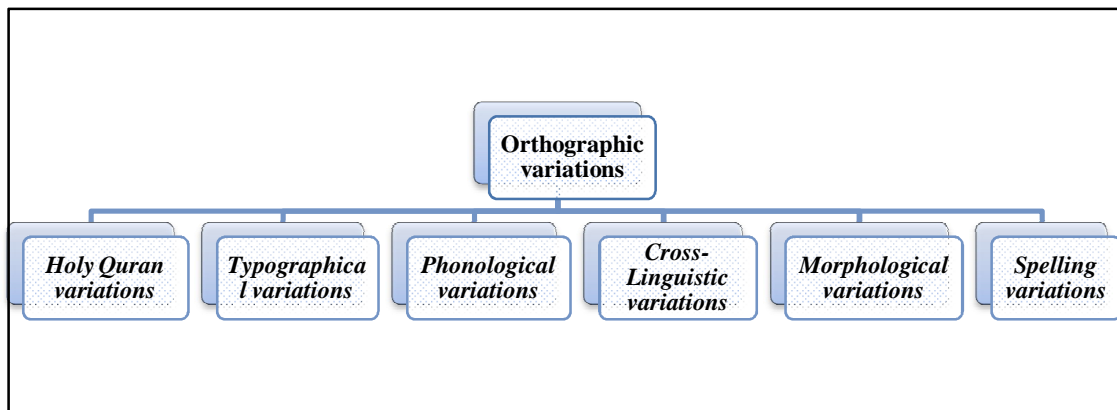 Orthographic
variations
Holy Quran
variations
Typographica
l variations
Phonological
variations
Cross-
Linguistic
variations
Morphological
variations
Spelling
variations